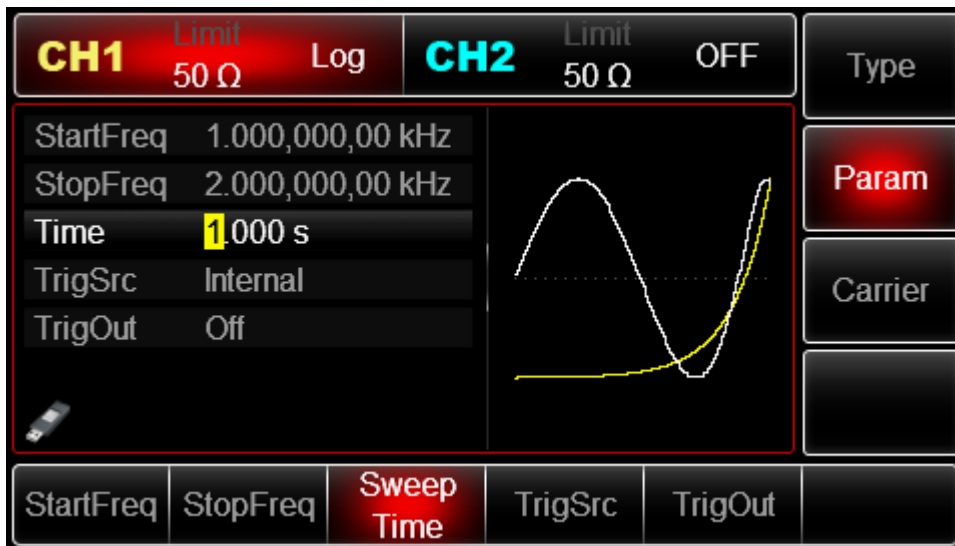 CH1 Limit 50 Ω Log CH2 Limit 50 Ω OFF
Type
StartFreq 1.000,000,00 kHz
StopFreq 2.000,000,00 kHz
Time 1.000 s
TrigSrc Internal
TrigOut Off
Param
Carrier
StartFreq StopFreq Sweep Time TrigSrc TrigOut